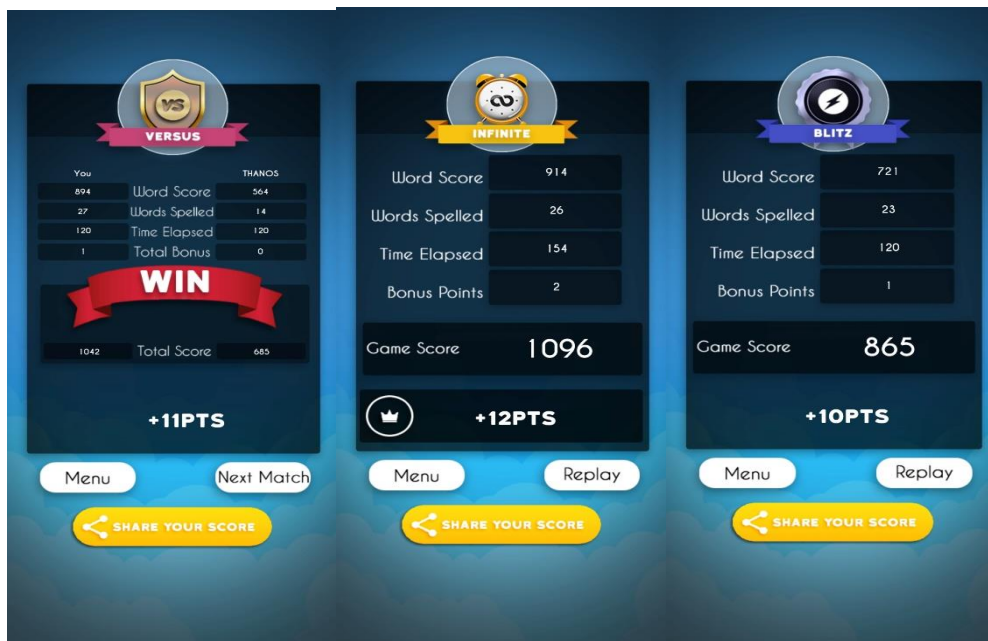 VS
VERSUS
You THANOS
894 Word Score 564
27 Words Spelled 14
120 Time Elapsed 120
1 Total Bonus 0
WIN
1042 Total Score 685
+11PTS
Menu Next Match
SHARE YOUR SCORE
INFINITE
Word Score 914
Words Spelled 26
Time Elapsed 154
Bonus Points 2
Game Score 1096
+12PTS
Menu Replay
SHARE YOUR SCORE
BLITZ
Word Score 721
Words Spelled 23
Time Elapsed 120
Bonus Points 1
Game Score 865
+10PTS
Menu Replay
SHARE YOUR SCORE